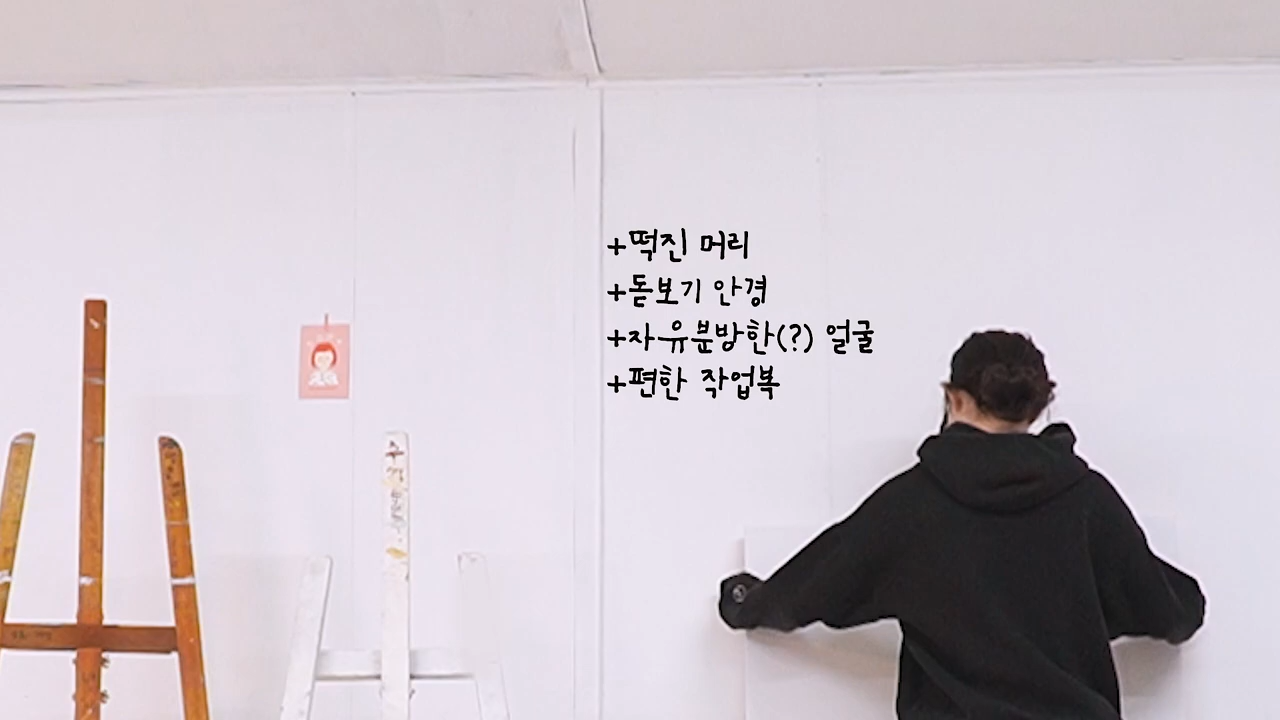 +떡진 머리
+돋보기 안경
+자유분방한(?) 얼굴
+편한 작업복